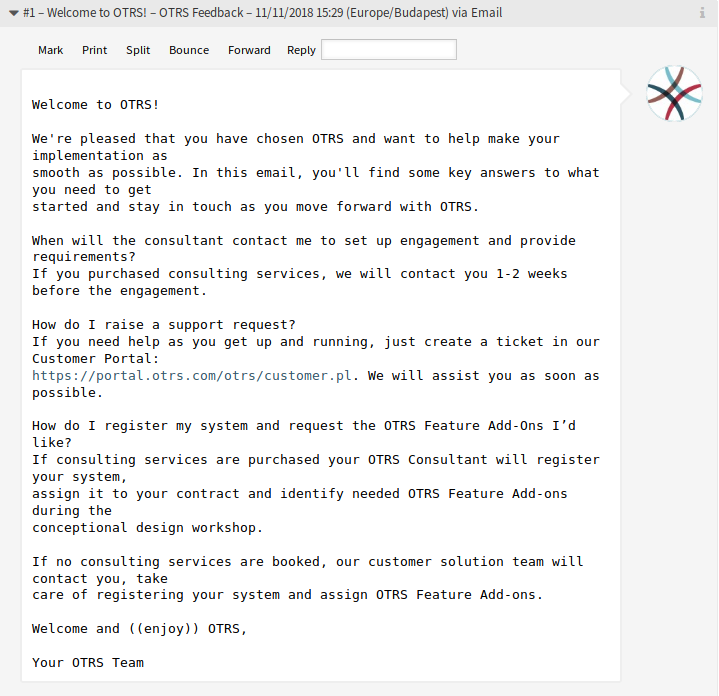 #1 – Welcome to OTRS! – OTRS Feedback – 11/11/2018 15:29 (Europe/Budapest) via Email
Mark Print Split Bounce Forward Reply
Welcome to OTRS!
We're pleased that you have chosen OTRS and want to help make your
implementation as
smooth as possible. In this email, you'll find some key answers to what
you need to get
started and stay in touch as you move forward with OTRS.
When will the consultant contact me to set up engagement and provide
requirements?
If you purchased consulting services, we will contact you 1-2 weeks
before the engagement.
How do I raise a support request?
If you need help as you get up and running, just create a ticket in our
Customer Portal:
https://portal.otrs.com/otrs/customer.pl. We will assist you as soon as
possible.
How do I register my system and request the OTRS Feature Add-Ons I’d
like?
If consulting services are purchased your OTRS Consultant will register
your system,
assign it to your contract and identify needed OTRS Feature Add-ons
during the
conceptional design workshop.
If no consulting services are booked, our customer solution team will
contact you, take
care of registering your system and assign OTRS Feature Add-ons.
Welcome and ((enjoy)) OTRS,
Your OTRS Team